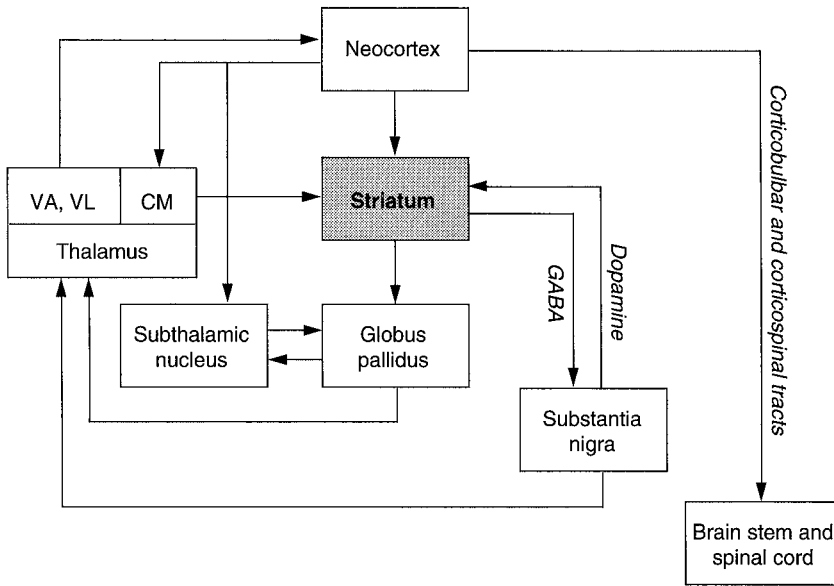 Neocortex
VA, VL
CM
Thalamus
Striatum
GABA
Dopamine
Corticobulbar and corticospinal tracts
Subthalamic
nucleus
Globus
pallidus
Substantia
nigra
Brain stem and
spinal cord